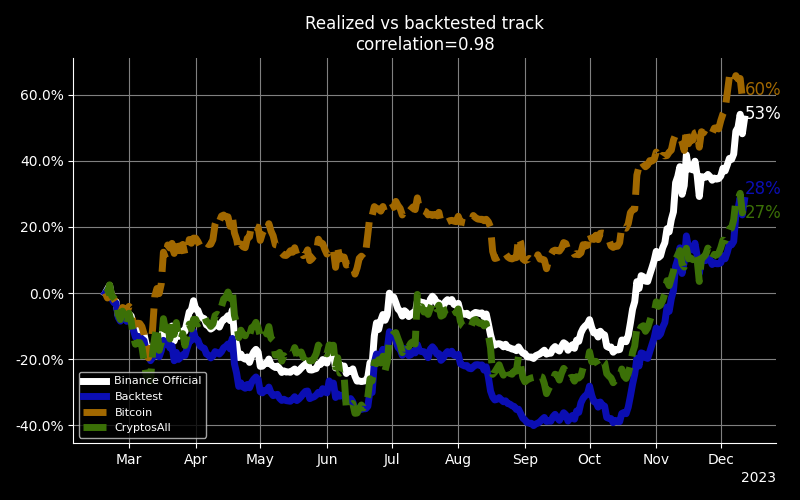 Realized vs backtested track
correlation=0.98
60.0%
40.0%
20.0%
0.0%
-20.0%
-40.0%
60%
53%
28%
27%
Binance Official
Backtest
Bitcoin
CryptosAll
Mar Apr May Jun Jul Aug Sep Oct Nov Dec
2023